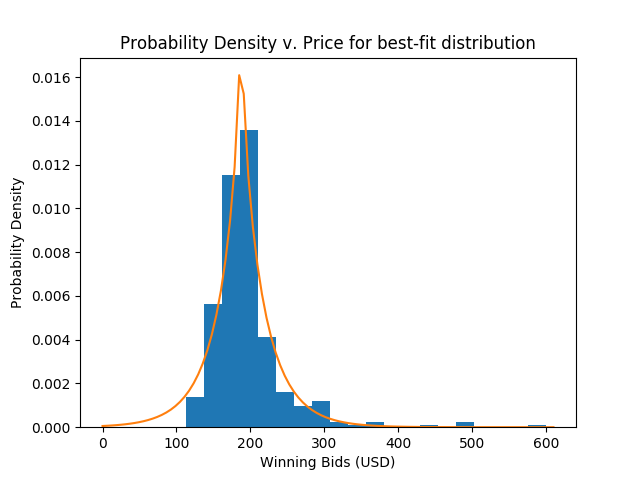 Probability Density v. Price for best-fit distribution
0.016
0.014
0.012
0.010
0.008
0.006
0.004
0.002
0.000
Probability Density
0 100 200 300 400 500 600
Winning Bids (USD)